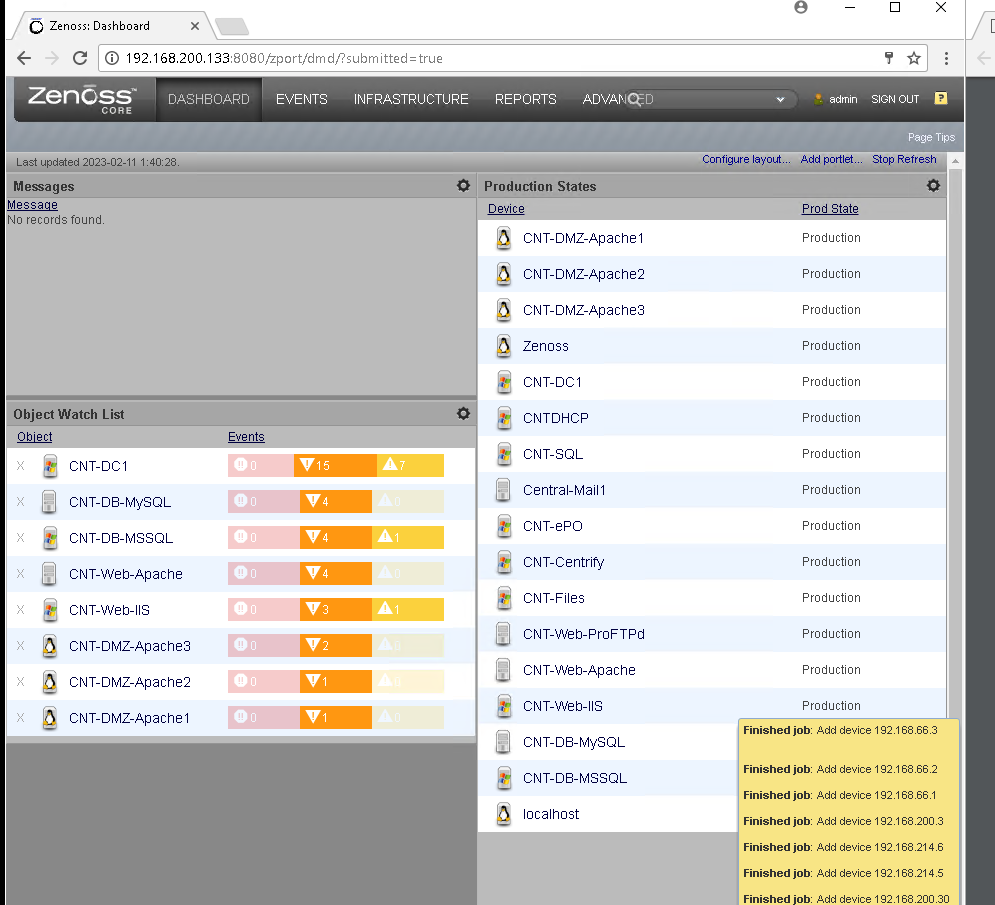 Zenoss: Dashboard
192.168.200.133:8080/zport/dmd/?submitted=true
Zenoss™
CORE
DASHBOARD
EVENTS
INFRASTRUCTURE
REPORTS
ADVANCED
admin
SIGN OUT
?
Page Tips
Last updated 2023-02-11 1:40:28.
Configure layout...
Add portlet...
Stop Refresh
Messages
Message
No records found.
Object Watch List
Object Events
X CNT-DC1 0 15 7
X CNT-DB-MySQL 0 4 0
X CNT-DB-MSSQL 0 4 1
X CNT-Web-Apache 0 4 0
X CNT-Web-IIS 0 3 1
X CNT-DMZ-Apache3 0 2 0
X CNT-DMZ-Apache2 0 1 0
X CNT-DMZ-Apache1 0 1 0
Production States
Device Prod State
CNT-DMZ-Apache1 Production
CNT-DMZ-Apache2 Production
CNT-DMZ-Apache3 Production
Zenoss Production
CNT-DC1 Production
CNTDHCP Production
CNT-SQL Production
Central-Mail1 Production
CNT-ePO Production
CNT-Centrify Production
CNT-Files Production
CNT-Web-ProFTPd Production
CNT-Web-Apache Production
CNT-Web-IIS Production
CNT-DB-MySQL
CNT-DB-MSSQL
localhost
Finished job: Add device 192.168.66.3
Finished job: Add device 192.168.66.2
Finished job: Add device 192.168.66.1
Finished job: Add device 192.168.200.3
Finished job: Add device 192.168.214.6
Finished job: Add device 192.168.214.5
Finished job: Add device 192.168.200.30